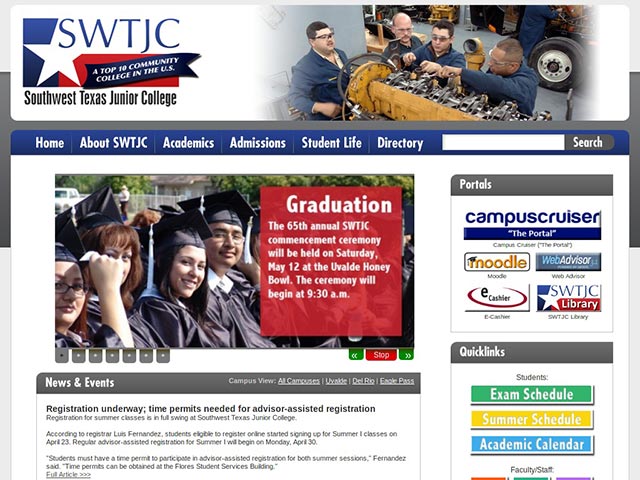 SWTJC
A TOP 10 COMMUNITY
COLLEGE IN THE U.S.
Southwest Texas Junior College
Home About SWTJC Academics Admissions Student Life Directory Search
Graduation
The 65th annual SWTJC
commencement ceremony
will be held on Saturday,
May 12 at the Uvalde Honey
Bowl. The ceremony will
begin at 9:30 a.m.
« Stop »
News & Events
Campus View: All Campuses | Uvalde | Del Rio | Eagle Pass
Registration underway; time permits needed for advisor-assisted registration
Registration for summer classes is in full swing at Southwest Texas Junior College.
According to registrar Luis Fernandez, students eligible to register online started signing up for Summer I classes on
April 23. Regular advisor-assisted registration for Summer I will begin on Monday, April 30.
"Students must have a time permit to participate in advisor-assisted registration for both summer sessions," Fernandez
said. "Time permits can be obtained at the Flores Student Services Building."
Full Article >>>
Portals
campuscruiser
"The Portal"
Campus Cruiser ("The Portal")
moodle WebAdvisor
Moodle Web Advisor
eCashier SWTJC Library
E-Cashier SWTJC Library
Quicklinks
Students:
Exam Schedule
Summer Schedule
Academic Calendar
Faculty/Staff: